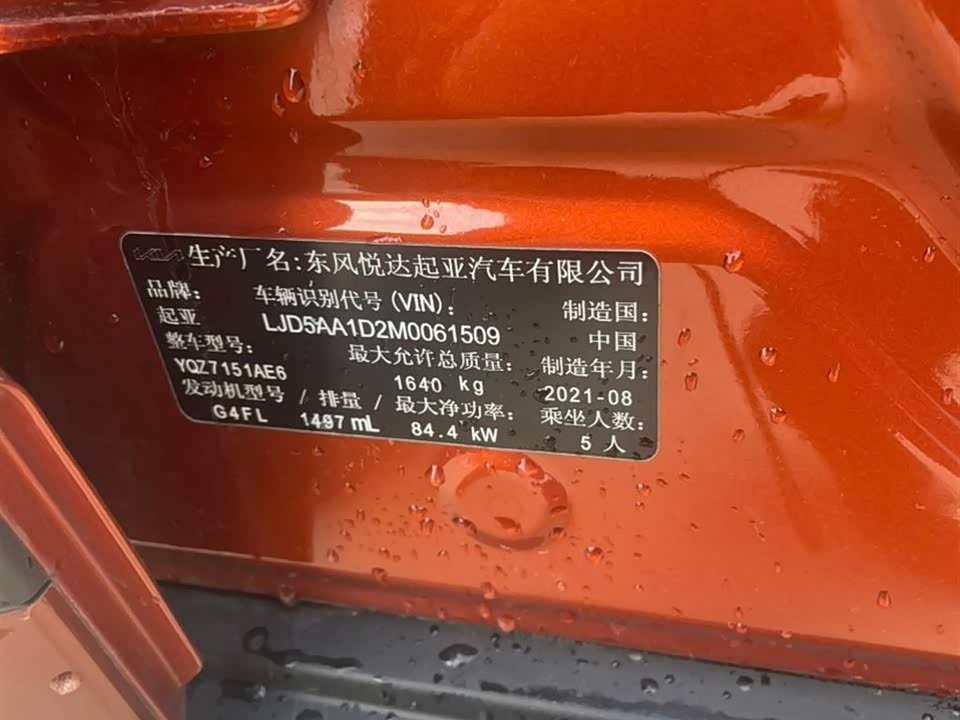 KIA 生产厂名:东风悦达起亚汽车有限公司
品牌: 车辆识别代号(VIN): 制造国:
起亚 LJD5AA1D2M0061509 中国
整车型号: 最大允许总质量: 制造年月:
YQZ7151AE6 1640 kg 2021-08
发动机型号 / 排量 / 最大净功率: 乘坐人数:
G4FL 1497 mL 84.4 kW 5 人